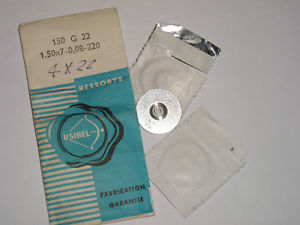 150 G 22
1.50x7-0,08-220
4 X 22
RESSORTS
USIBEL
FABRICATION
GARANTIE